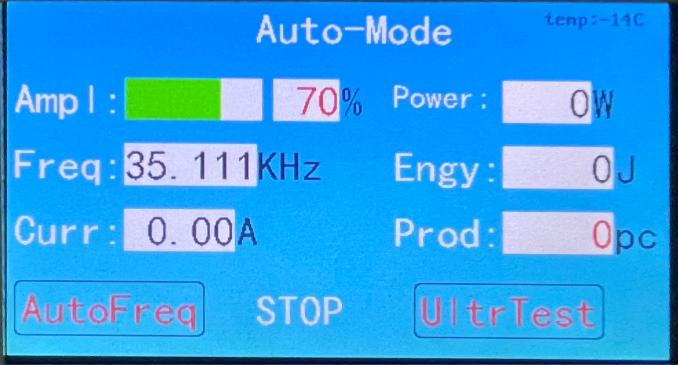 Auto-Mode
temp:-14C
Ampl: 70% Power: 0W
Freq: 35.111KHz Engy: 0J
Curr: 0.00A Prod: 0pc
AutoFreq STOP UltrTest